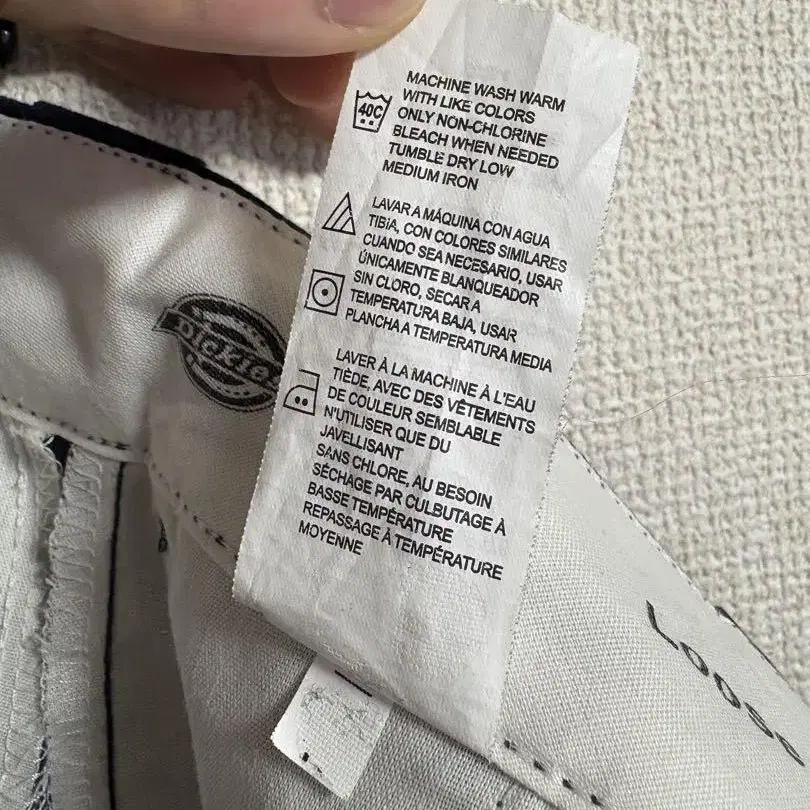 40C
MACHINE WASH WARM
WITH LIKE COLORS
ONLY NON-CHLORINE
BLEACH WHEN NEEDED
TUMBLE DRY LOW
MEDIUM IRON
LAVAR A MÁQUINA CON AGUA
TIBIA, CON COLORES SIMILARES
CUANDO SEA NECESARIO, USAR
ÚNICAMENTE BLANQUEADOR
SIN CLORO, SECAR A
TEMPERATURA BAJA, USAR
PLANCHA A TEMPERATURA MEDIA
LAVER À LA MACHINE À L'EAU
TIÈDE, AVEC DES VÊTEMENTS
DE COULEUR SEMBLABLE
N'UTILISER QUE DU
JAVELLISANT
SANS CHLORE, AU BESOIN
SÉCHAGE PAR CULBUTAGE À
BASSE TEMPÉRATURE
REPASSAGE À TEMPÉRATURE
MOYENNE
Dickies
Loose